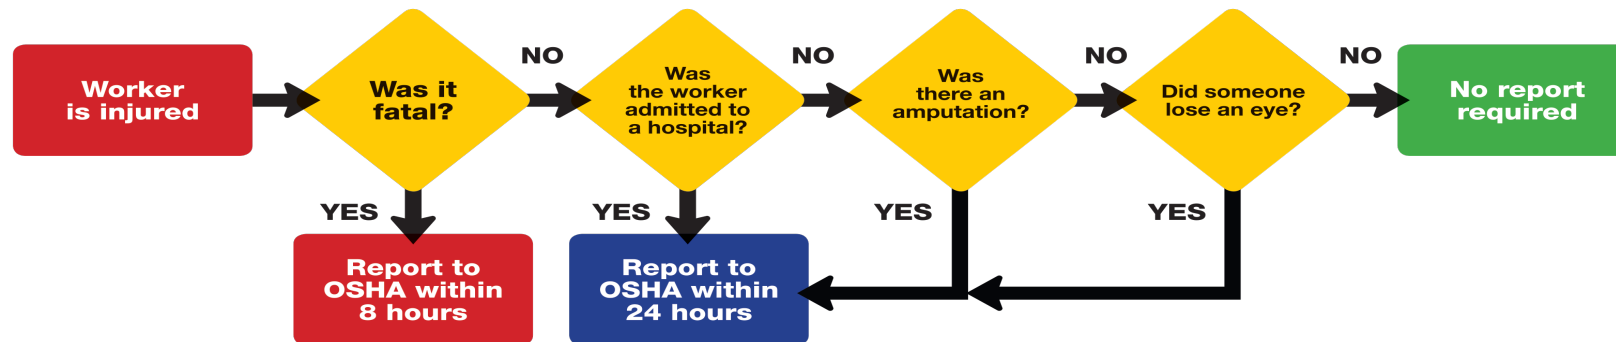 Worker
is injured
Was it
fatal?
NO
Was
the worker
admitted to
a hospital?
NO
Was
there an
amputation?
NO
Did someone
lose an eye?
NO
No report
required
YES
Report to
OSHA within
8 hours
YES
Report to
OSHA within
24 hours
YES
YES